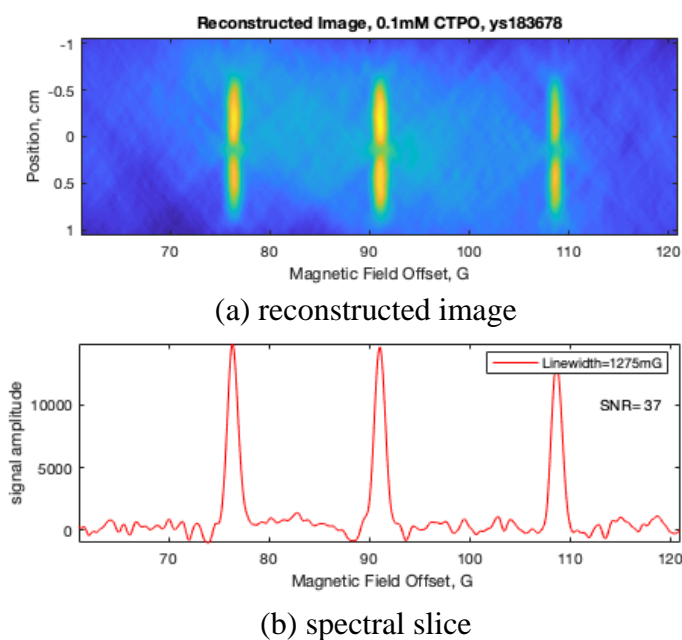 Reconstructed Image, 0.1mM CTPO, ys183678
-1
-0.5
0
0.5
1
Position, cm
70 80 90 100 110 120
Magnetic Field Offset, G
(a) reconstructed image
10000
5000
0
signal amplitude
Linewidth=1275mG
SNR= 37
70 80 90 100 110 120
Magnetic Field Offset, G
(b) spectral slice